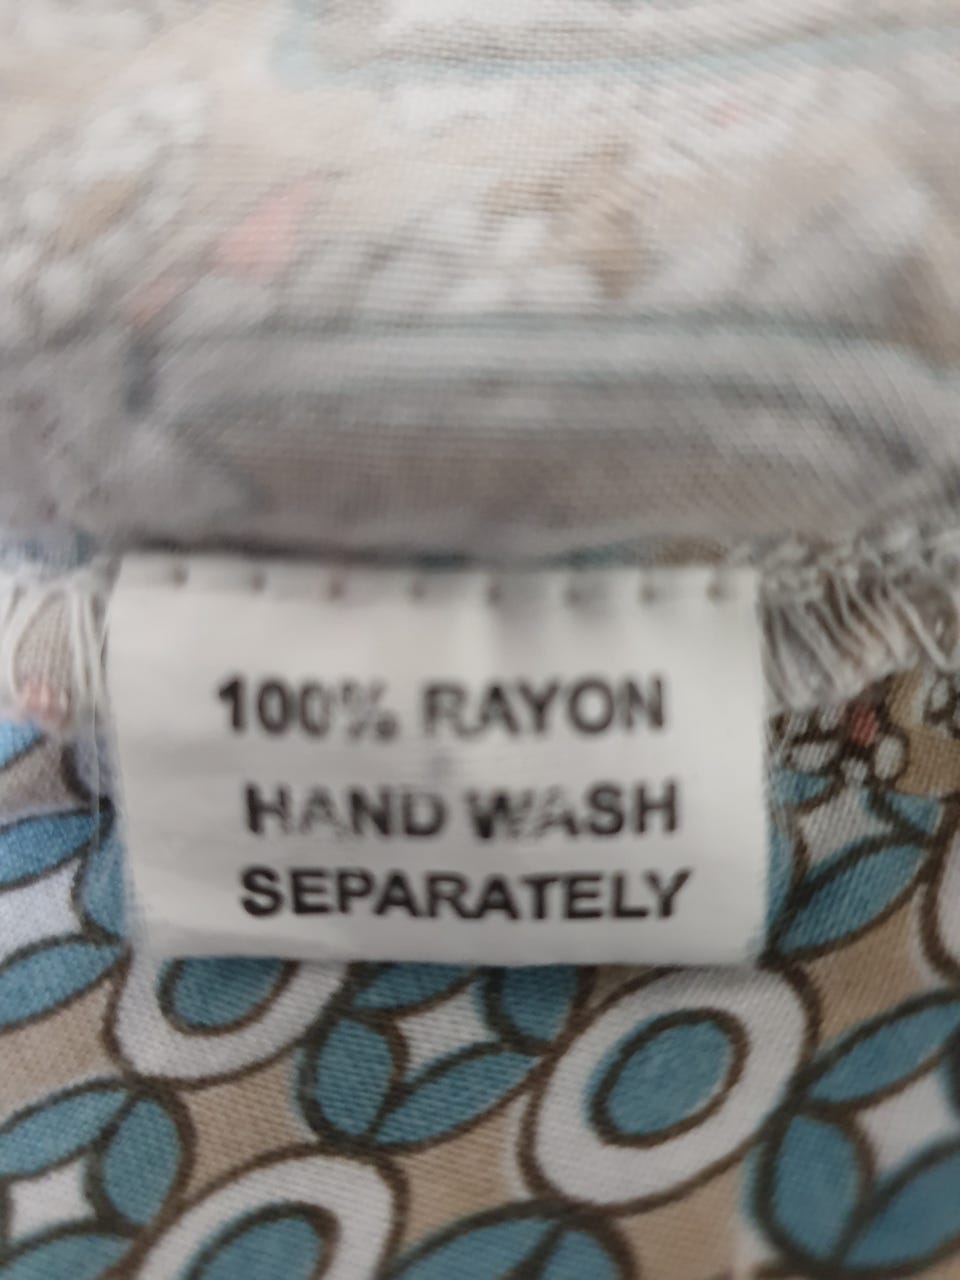 100% RAYON
HAND WASH
SEPARATELY